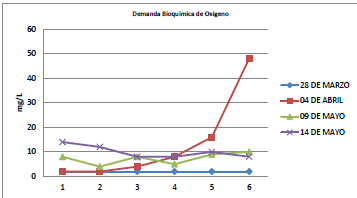 Demanda Bioquímica de Oxigeno
60
50
40
30
20
10
0
mg/L
1 2 3 4 5 6
28 DE MARZO
04 DE ABRIL
09 DE MAYO
14 DE MAYO